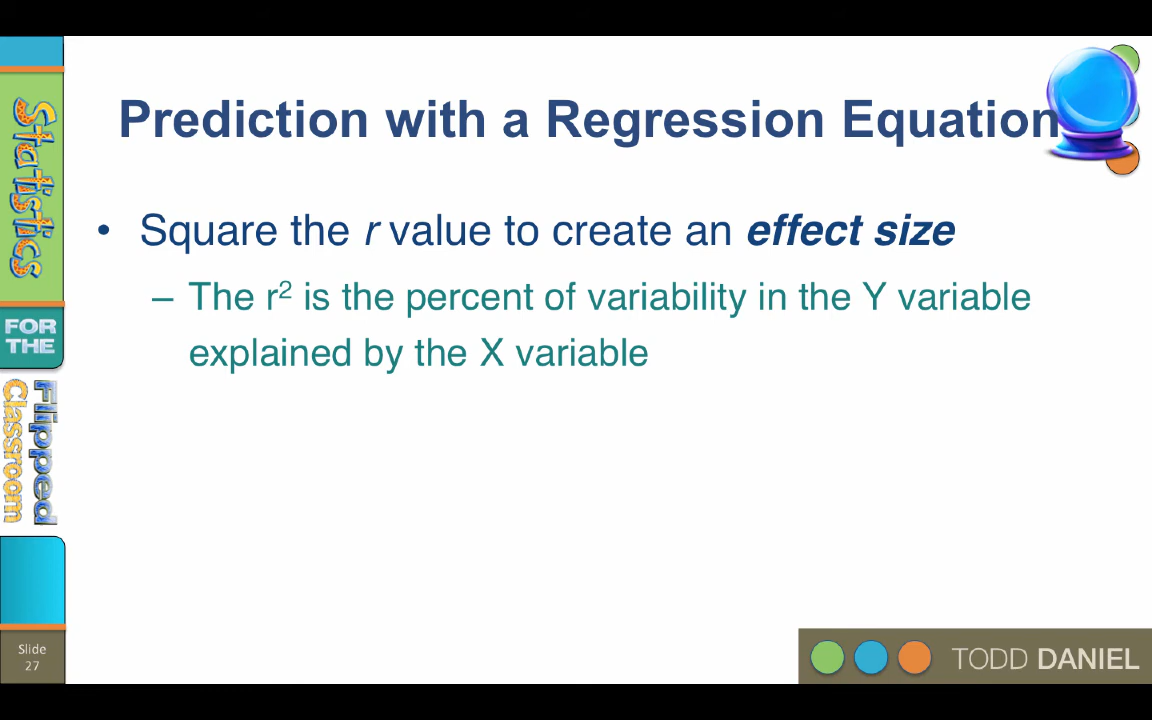 Prediction with a Regression Equation
• Square the r value to create an effect size
– The r² is the percent of variability in the Y variable
explained by the X variable
Statistics
FOR THE
Flipped
Classroom
Slide
27
TODD DANIEL